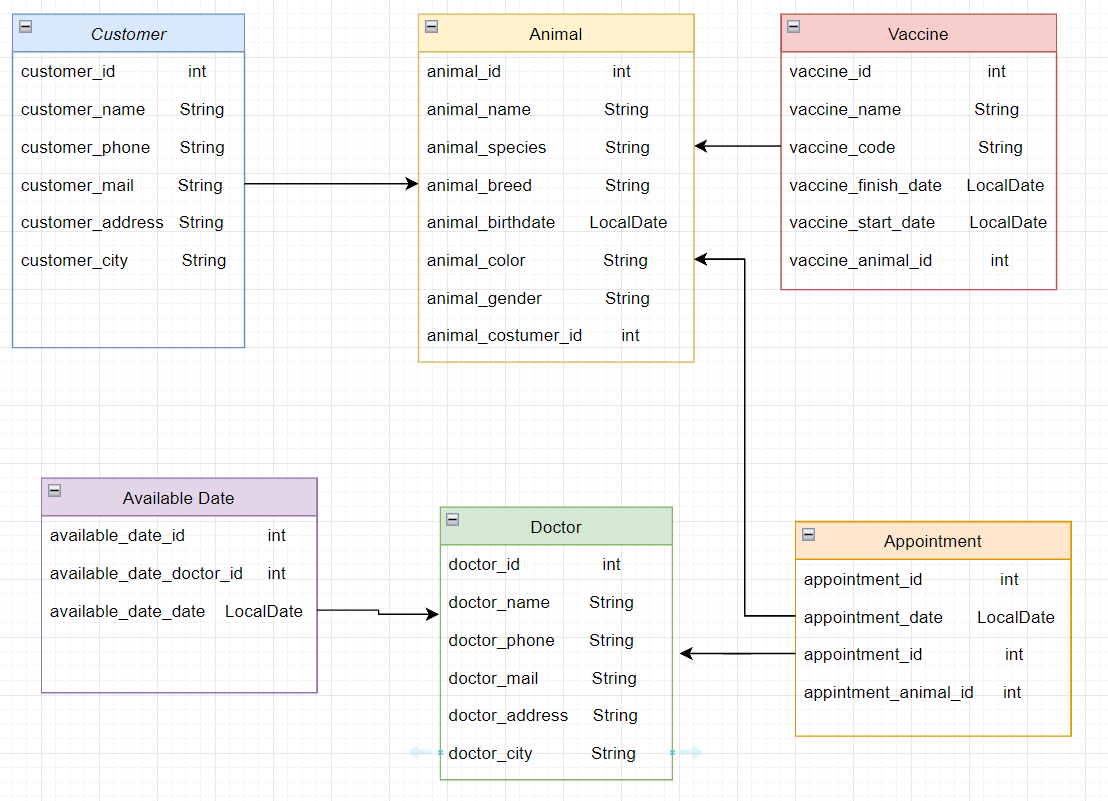 Customer
customer_id int
customer_name String
customer_phone String
customer_mail String
customer_address String
customer_city String
Animal
animal_id int
animal_name String
animal_species String
animal_breed String
animal_birthdate LocalDate
animal_color String
animal_gender String
animal_costumer_id int
Vaccine
vaccine_id int
vaccine_name String
vaccine_code String
vaccine_finish_date LocalDate
vaccine_start_date LocalDate
vaccine_animal_id int
Available Date
available_date_id int
available_date_doctor_id int
available_date_date LocalDate
Doctor
doctor_id int
doctor_name String
doctor_phone String
doctor_mail String
doctor_address String
doctor_city String
Appointment
appointment_id int
appointment_date LocalDate
appointment_id int
appintment_animal_id int